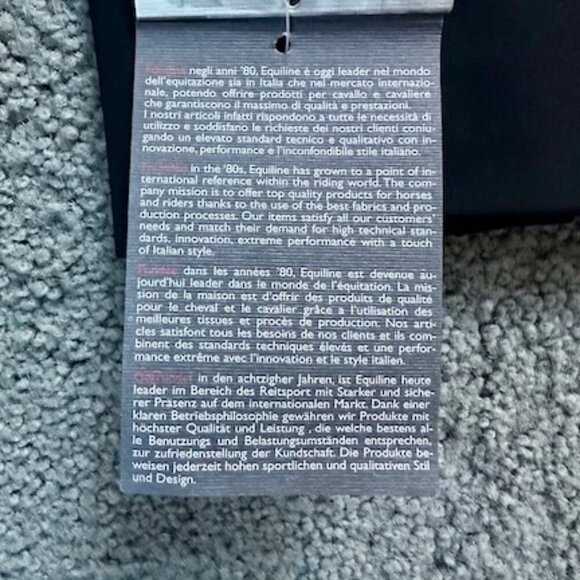 Fondata negli anni '80, Equiline è oggi leader nel mondo
dell'equitazione sia in Italia che nel mercato internazio-
nale, potendo offrire prodotti per cavallo e cavaliere
che garantiscono il massimo di qualità e prestazioni.
I nostri articoli infatti rispondono a tutte le necessità di
utilizzo e soddisfano le richieste dei nostri clienti coniu-
gando un elevato standard tecnico e qualitativo con in-
novazione, performance e l'inconfondibile stile italiano.
Founded in the '80s, Equiline has grown to a point of in-
ternational reference within the riding world. The com-
pany mission is to offer top quality products for horses
and riders thanks to the use of the best fabrics and pro-
duction processes. Our items satisfy all our customers'
needs and match their demand for high technical stan-
dards, innovation, extreme performance with a touch
of Italian style.
Fondée dans les années '80, Equiline est devenue au-
jourd'hui leader dans le monde de l'équitation. La mis-
sion de la maison est d'offrir des produits de qualité
pour le cheval et le cavalier grâce a l'utilisation des
meilleures tissues et procès de production. Nos arti-
cles satisfont tous les besoins de nos clients et ils com-
binent des standards techniques élevés et une perfor-
mance extrême avec l'innovation et le style italien.
Gegründet in den achtzigher Jahren, ist Equiline heute
leader im Bereich des Reitsport mit Starker und siche-
rer Präsenz auf dem internationalen Markt. Dank einer
klaren Betriebsphilosophie gewähren wir Produkte mit
höchster Qualität und Leistung , die welche bestens al-
le Benutzungs und Belastungsumständen entsprechen,
zur zufriedenstellung der Kundschaft. Die Produkte be-
weisen jederzeit hohen sportlichen und qualitativen Stil
und Design.